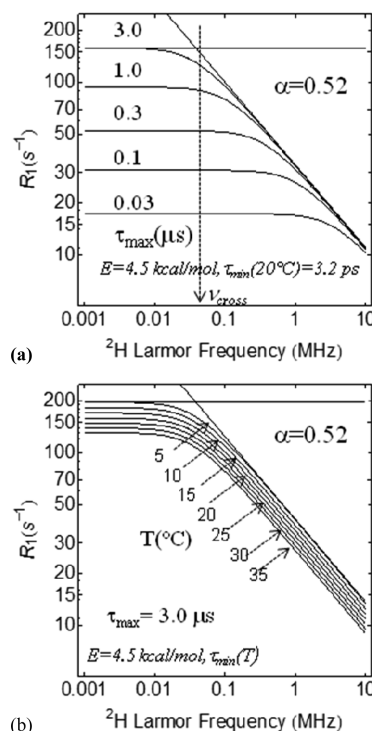 200
150
100
70
50
30
20
15
10
R₁(s⁻¹)
3.0
1.0
0.3
0.1
0.03
α=0.52
τmax(μs)
E=4.5 kcal/mol, τmin(20°C)=3.2 ps
νcross
0.001 0.01 0.1 1 10
²H Larmor Frequency (MHz)
(a)
200
150
100
70
50
30
20
15
10
R₁(s⁻¹)
α=0.52
5
10
15
20
25
30
35
T(°C)
τmax= 3.0 μs
E=4.5 kcal/mol, τmin(T)
0.001 0.01 0.1 1 10
²H Larmor Frequency (MHz)
(b)